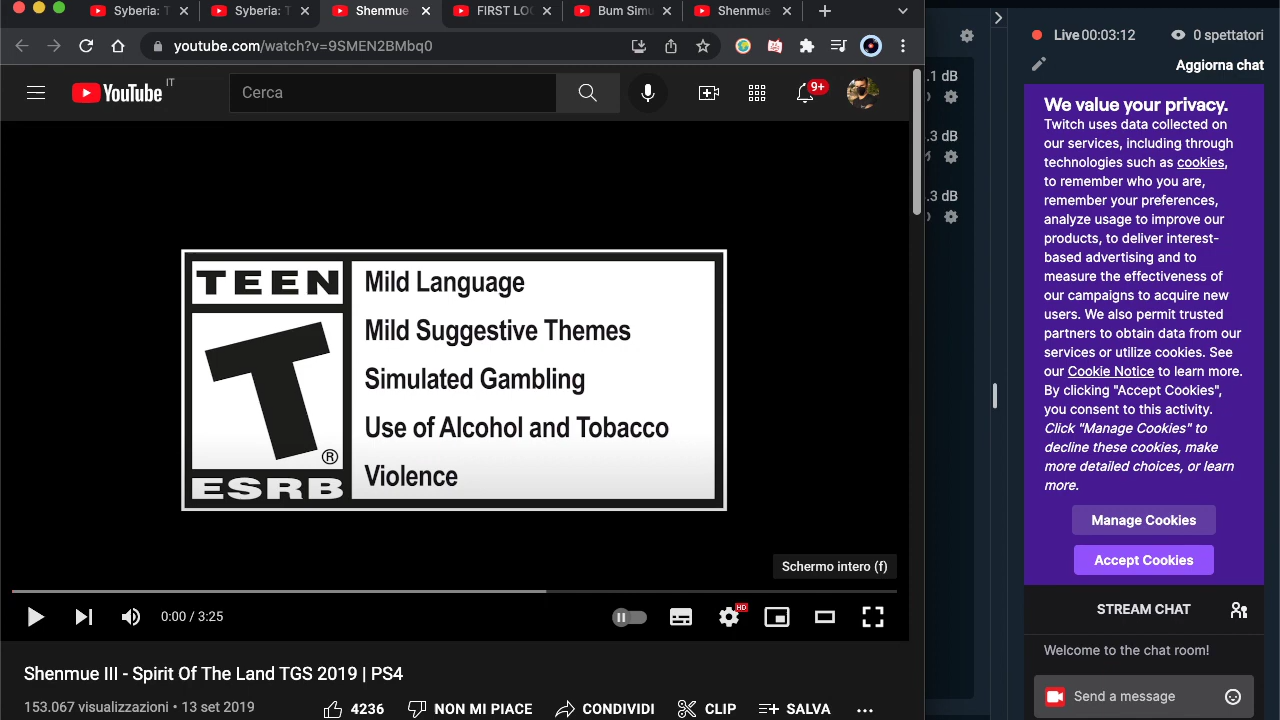 Syberia: T
Syberia: T
Shenmue
FIRST LO
Bum Simu
Shenmue
youtube.com/watch?v=9SMEN2BMbq0
YouTube IT
Cerca
9+
TEEN
T
®
ESRB
Mild Language
Mild Suggestive Themes
Simulated Gambling
Use of Alcohol and Tobacco
Violence
Schermo intero (f)
0:00 / 3:25
HD
Shenmue III - Spirit Of The Land TGS 2019 | PS4
153.067 visualizzazioni • 13 set 2019
4236
NON MI PIACE
CONDIVIDI
CLIP
SALVA
.1 dB
.3 dB
.3 dB
Live 00:03:12
0 spettatori
Aggiorna chat
We value your privacy.
Twitch uses data collected on
our services, including through
technologies such as cookies,
to remember who you are,
remember your preferences,
analyze usage to improve our
products, to deliver interest-
based advertising and to
measure the effectiveness of
our campaigns to acquire new
users. We also permit trusted
partners to obtain data from our
services or utilize cookies. See
our Cookie Notice to learn more.
By clicking "Accept Cookies",
you consent to this activity.
Click "Manage Cookies" to
decline these cookies, make
more detailed choices, or learn
more.
Manage Cookies
Accept Cookies
STREAM CHAT
Welcome to the chat room!
Send a message